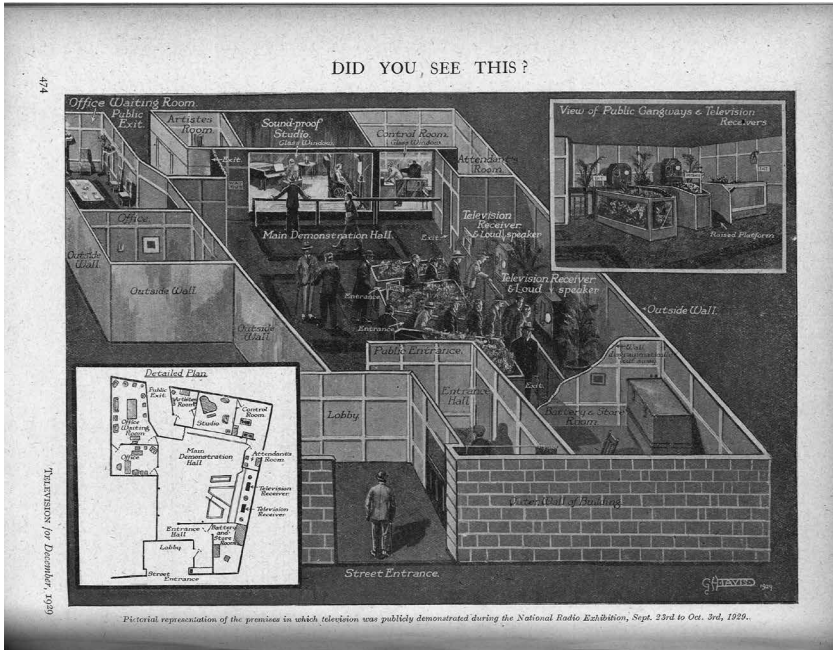 DID YOU SEE THIS?
474
Office Waiting Room
Public
Exit.
Artistes
Room
Sound-proof
Studio.
Glass Window.
Control Room.
Glass Window.
Exit.
Attendant's
Room
Office.
Main Demonstration Hall.
Television
Receiver
& Loud speaker
Exit
Television Receiver
& Loud speaker
Outside
Wall.
Outside Wall.
Outside
Wall
Entrance
Entrance
Outside Wall.
Public Entrance.
Entrance
Hall
Exit.
Lobby
Wall
Battery & Store
Room
Outer Wall of Building
Street Entrance.
View of Public Gangways & Television
Receivers
Raised Platform
Detailed Plan
Public
Exit.
Artistes
Room
Studio
Control
Room.
Office
Waiting
Room
Office
Main
Demonstration
Hall
Attendant's
Room.
Television
Receiver
Television
Receiver
Entrance
Hall
Battery
and
Store
Room
Lobby
Street
Entrance
1929
TELEVISION for December, 1929
Pictorial representation of the premises in which television was publicly demonstrated during the National Radio Exhibition, Sept. 23rd to Oct. 3rd, 1929..